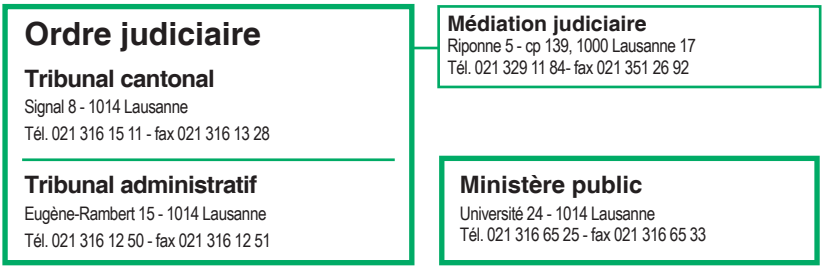 Ordre judiciaire
Tribunal cantonal
Signal 8 - 1014 Lausanne
Tél. 021 316 15 11 - fax 021 316 13 28
Tribunal administratif
Eugène-Rambert 15 - 1014 Lausanne
Tél. 021 316 12 50 - fax 021 316 12 51
Médiation judiciaire
Riponne 5 - cp 139, 1000 Lausanne 17
Tél. 021 329 11 84- fax 021 351 26 92
Ministère public
Université 24 - 1014 Lausanne
Tél. 021 316 65 25 - fax 021 316 65 33